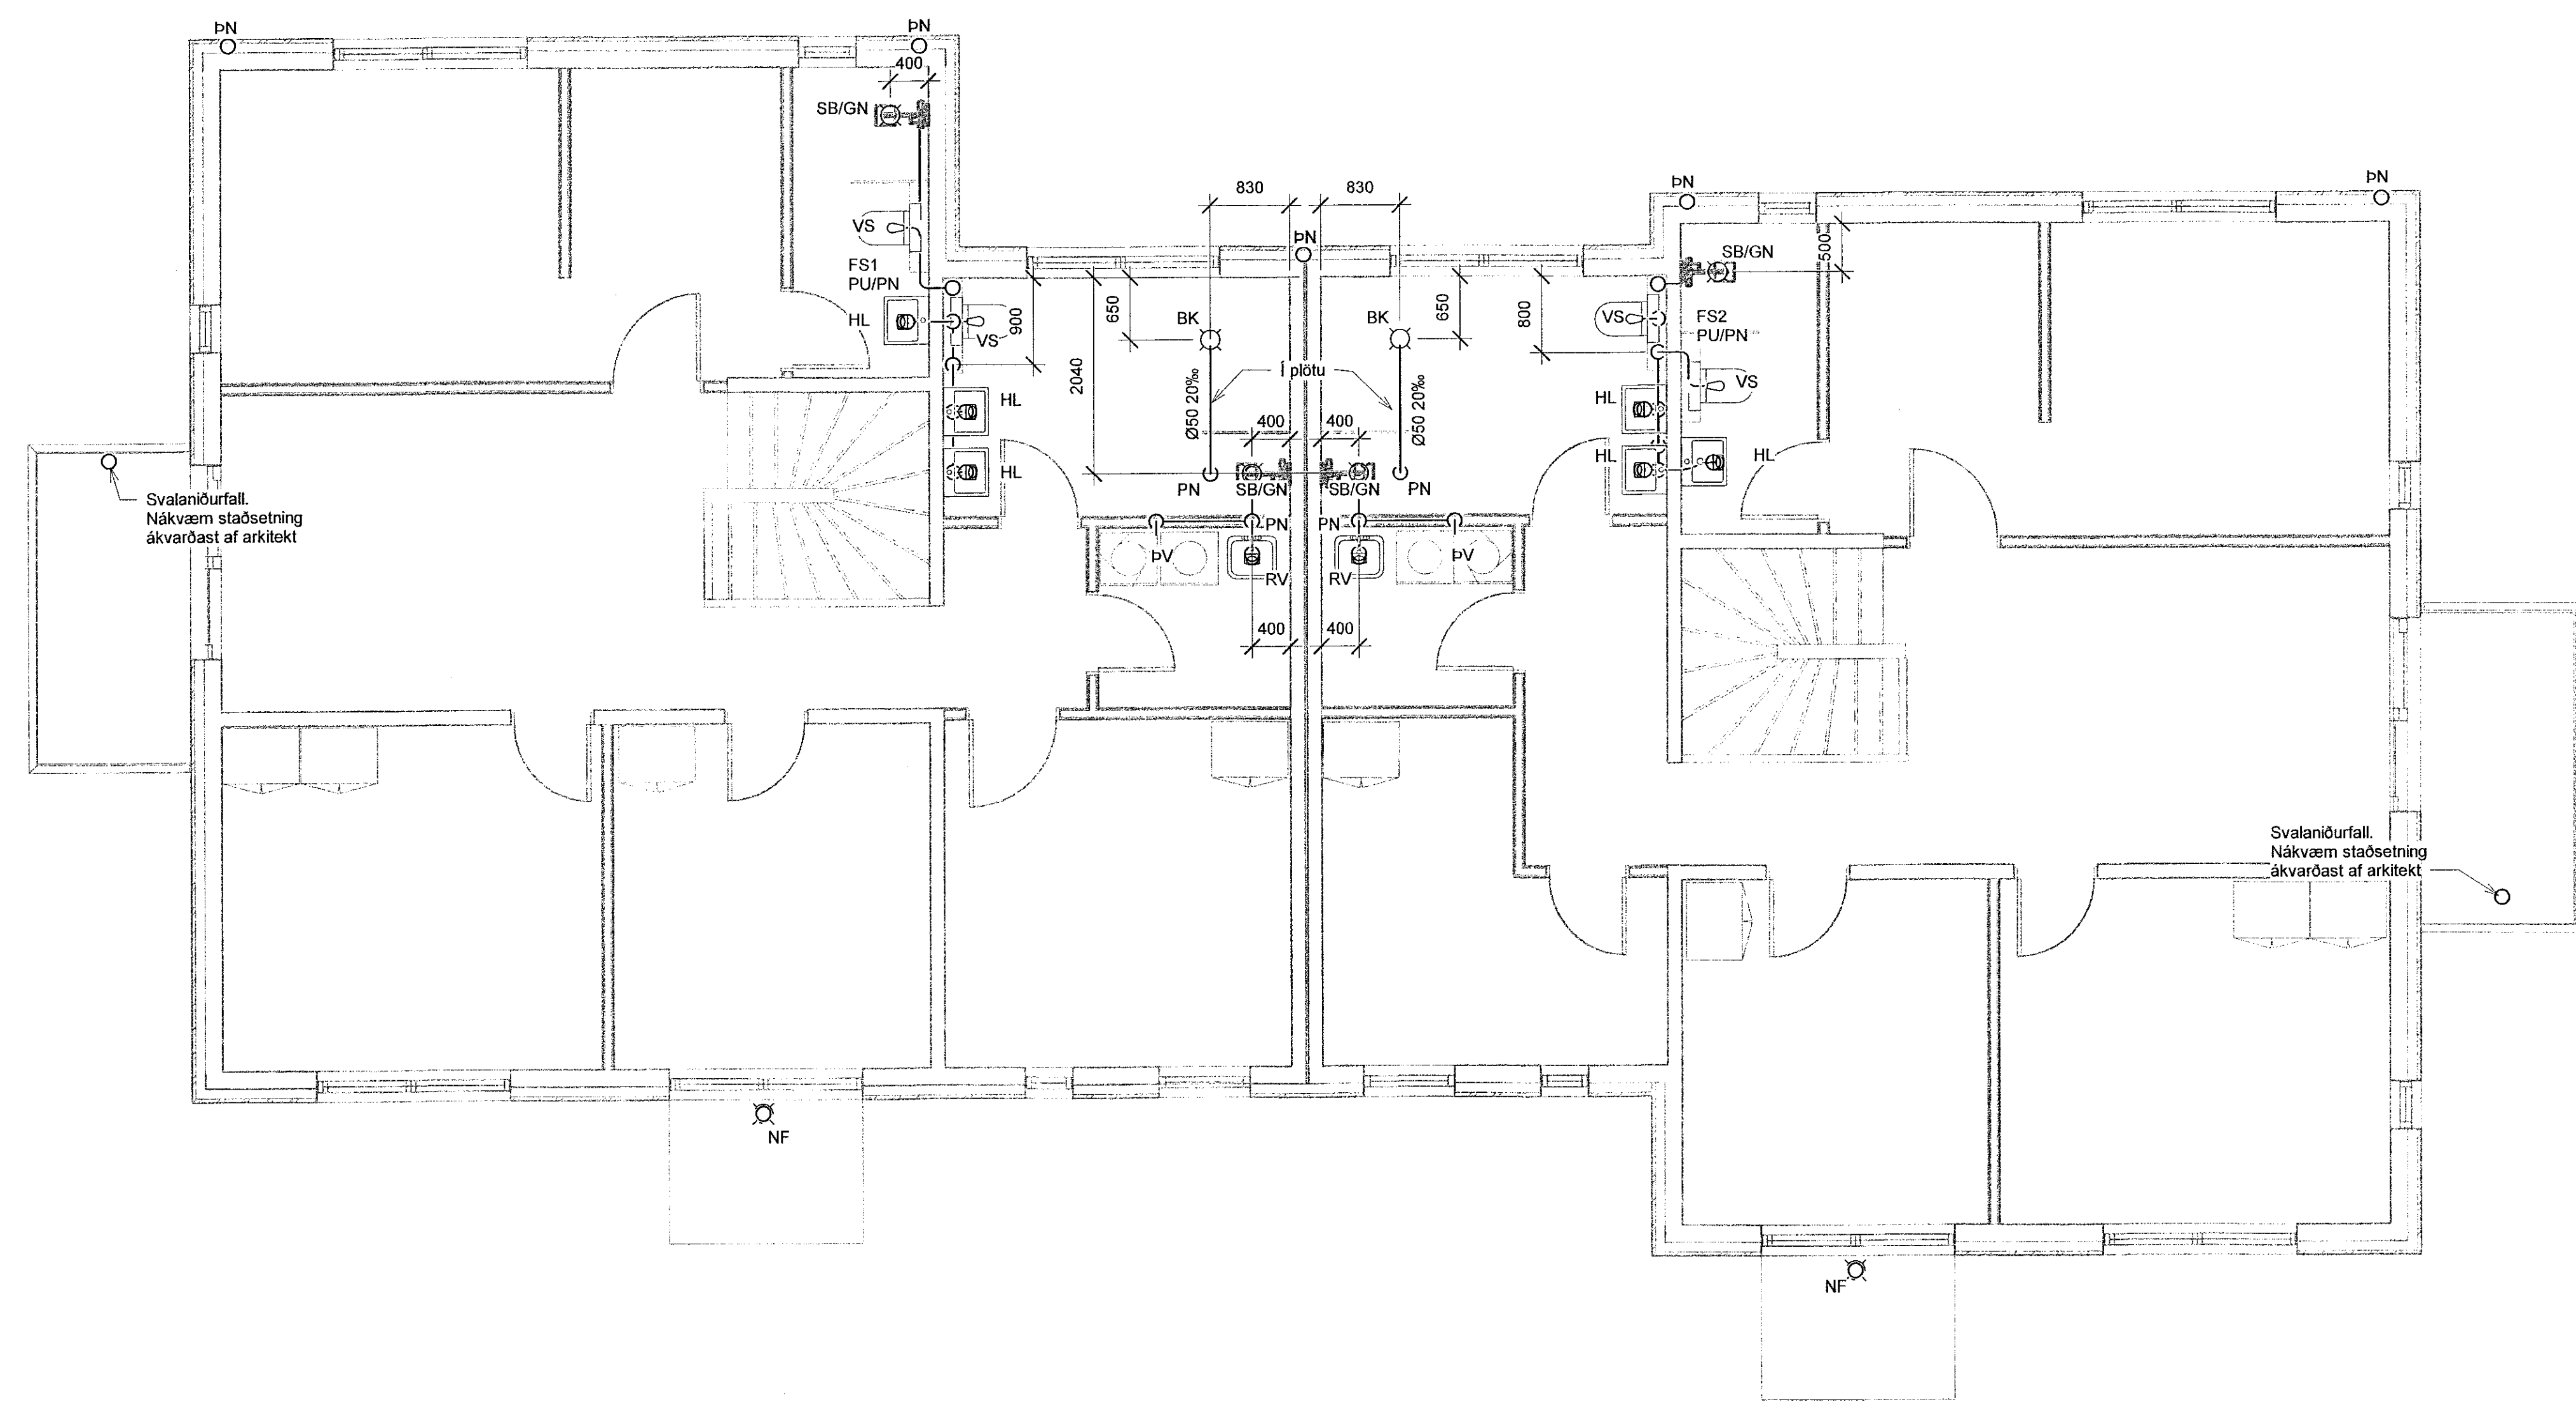 ÞN
ÞN
400
SB/GN
VS
FS1
PU/PN
HL
VS
HL
HL
900
2040
650
830
830
ÞN
BK
BK
Í plötu
Ø50 20‰
Ø50 20‰
650
800
400
400
PN
SB/GN
SB/GN
PN
PN
PN
ÞV
RV
RV
ÞV
400
400
ÞN
ÞN
SB/GN
500
VS
FS2
PU/PN
VS
HL
HL
HL
Svalaniðurfall.
Nákvæm staðsetning
ákvarðast af arkitekt
Svalaniðurfall.
Nákvæm staðsetning
ákvarðast af arkitekt
NF
NF